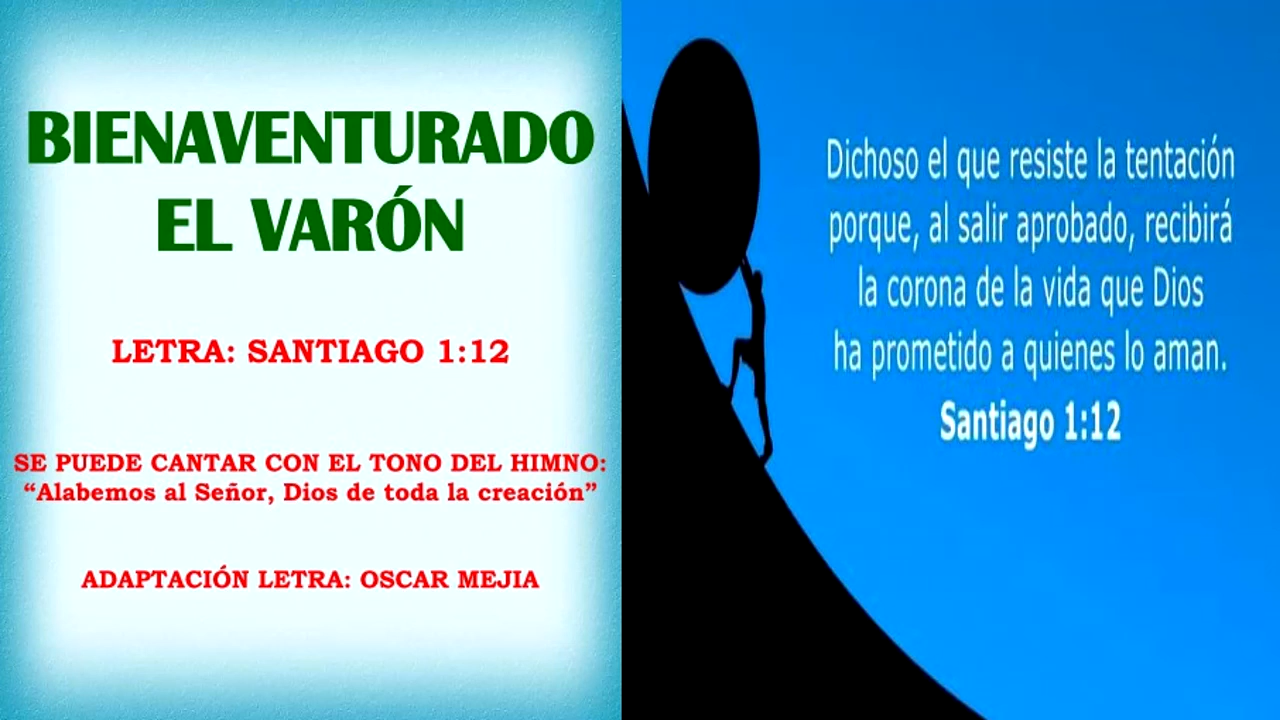 BIENAVENTURADO
EL VARÓN
LETRA: SANTIAGO 1:12
SE PUEDE CANTAR CON EL TONO DEL HIMNO:
“Alabemos al Señor, Dios de toda la creación”
ADAPTACIÓN LETRA: OSCAR MEJIA
Dichoso el que resiste la tentación
porque, al salir aprobado, recibirá
la corona de la vida que Dios
ha prometido a quienes lo aman.
Santiago 1:12